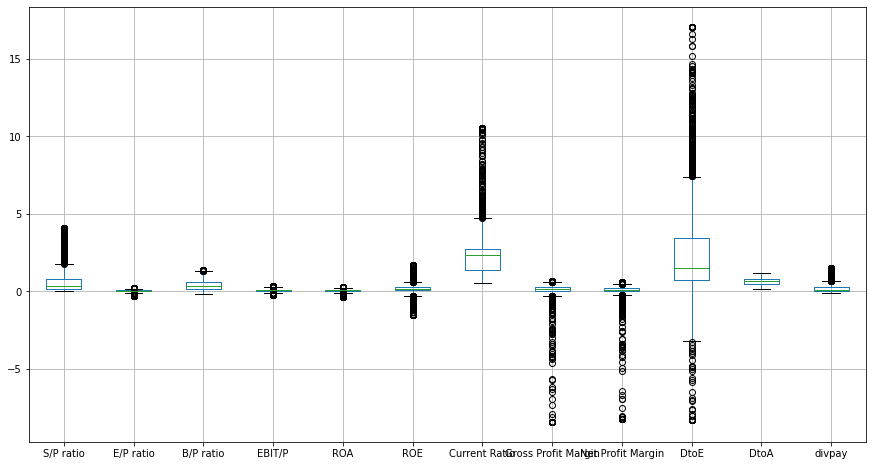 15
10
5
0
−5
S/P ratio
E/P ratio
B/P ratio
EBIT/P
ROA
ROE
Current Ratio
Gross Profit Margin
Net Profit Margin
DtoE
DtoA
divpay